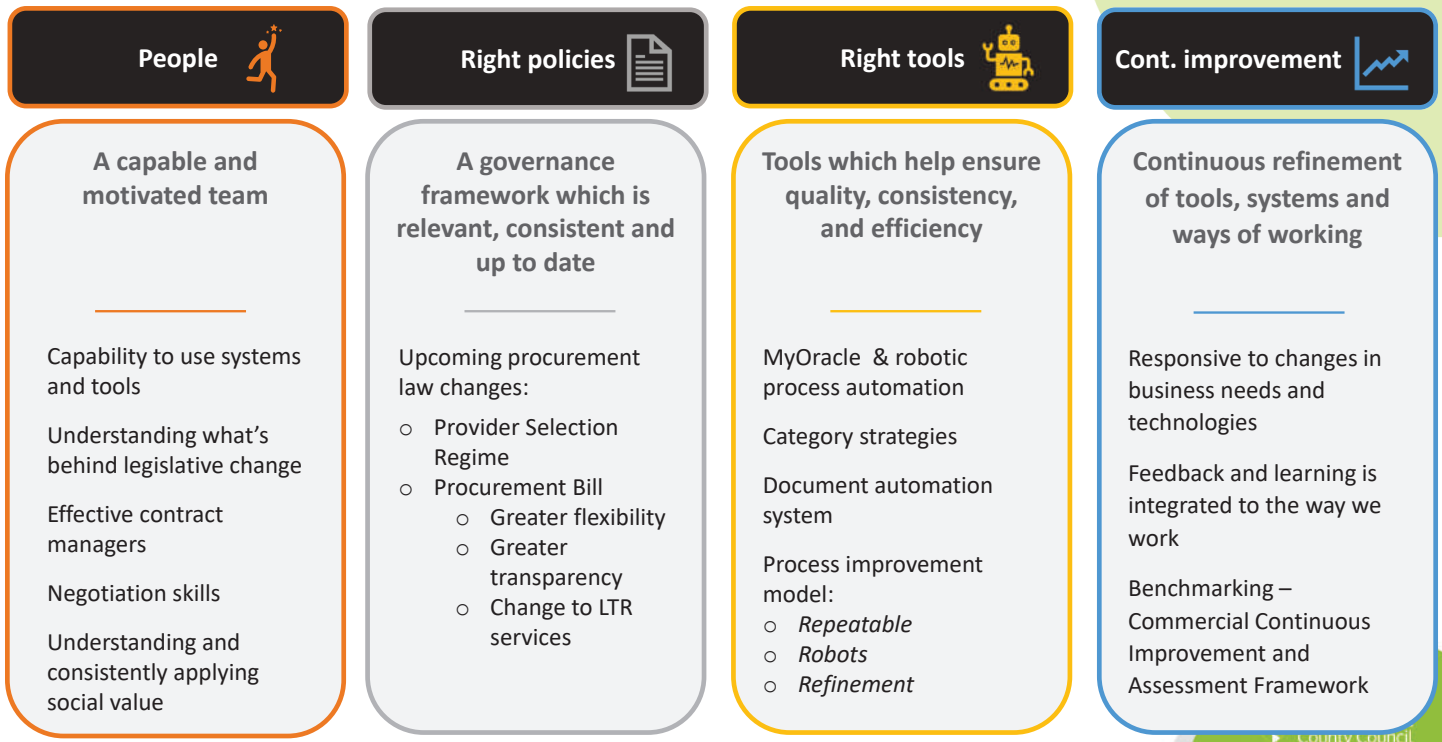 People
A capable and
motivated team
Capability to use systems
and tools
Understanding what's
behind legislative change
Effective contract
managers
Negotiation skills
Understanding and
consistently applying
social value
Right policies
A governance
framework which is
relevant, consistent and
up to date
Upcoming procurement
law changes:
o Provider Selection
Regime
o Procurement Bill
o Greater flexibility
o Greater
transparency
o Change to LTR
services
Right tools
Tools which help ensure
quality, consistency,
and efficiency
MyOracle & robotic
process automation
Category strategies
Document automation
system
Process improvement
model:
o Repeatable
o Robots
o Refinement
Cont. improvement
Continuous refinement
of tools, systems and
ways of working
Responsive to changes in
business needs and
technologies
Feedback and learning is
integrated to the way we
work
Benchmarking –
Commercial Continuous
Improvement and
Assessment Framework
County Council